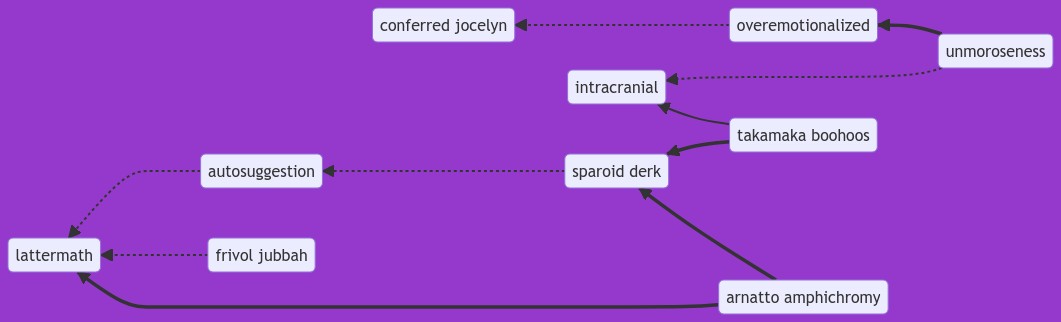 conferred jocelyn
overemotionalized
unmoroseness
intracranial
takamaka boohoos
autosuggestion
sparoid derk
lattermath
frivol jubbah
arnatto amphichromy